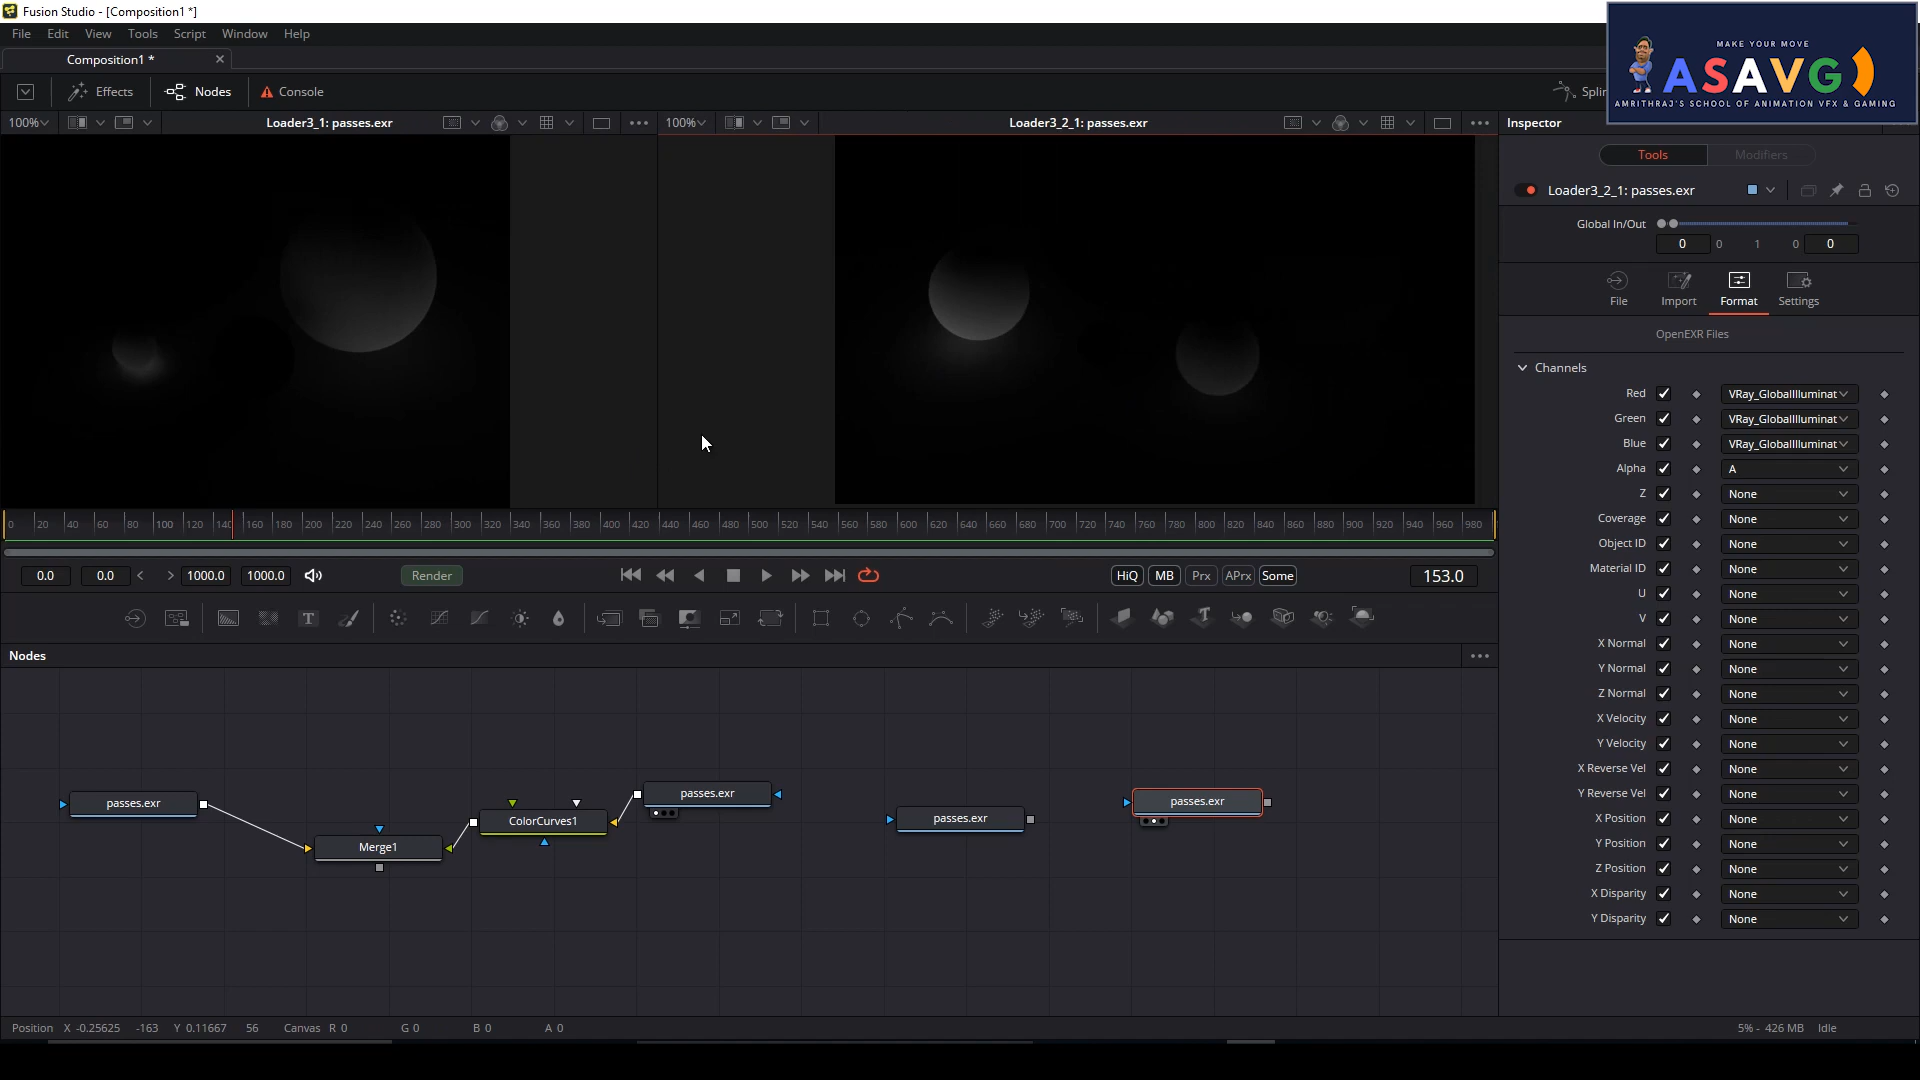 Fusion Studio - [Composition1 *]
File Edit View Tools Script Window Help
MAKE YOUR MOVE
ASAVG
AMRITHRAJ'S SCHOOL OF ANIMATION VFX & GAMING
Composition1 *
Effects Nodes Console
100% Loader3_1: passes.exr
100% Loader3_2_1: passes.exr
Inspector
Tools Modifiers
Loader3_2_1: passes.exr
Global In/Out
0 0 1 0 0
File Import Format Settings
OpenEXR Files
Channels
Red VRay_GlobalIlluminat
Green VRay_GlobalIlluminat
Blue VRay_GlobalIlluminat
Alpha A
Z None
Coverage None
Object ID None
Material ID None
U None
V None
X Normal None
Y Normal None
Z Normal None
X Velocity None
Y Velocity None
X Reverse Vel None
Y Reverse Vel None
X Position None
Y Position None
Z Position None
X Disparity None
Y Disparity None
0 20 40 60 80 100 120 140 160 180 200 220 240 260 280 300 320 340 360 380 400 420 440 460 480 500 520 540 560 580 600 620 640 660 680 700 720 740 760 780 800 820 840 860 880 900 920 940 960 980
0.0 0.0 1000.0 1000.0 Render HiQ MB Prx APrx Some 153.0
Nodes
passes.exr
Merge1
ColorCurves1
passes.exr
passes.exr
passes.exr
Position X -0.25625 -163 Y 0.11667 56 Canvas R 0 G 0 B 0 A 0
5% - 426 MB Idle